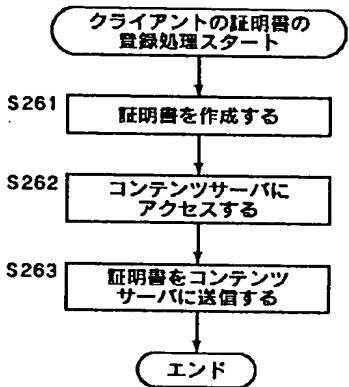 クライアントの証明書の
登録処理スタート
S261
証明書を作成する
S262
コンテンツサーバに
アクセスする
S263
証明書をコンテンツ
サーバに送信する
エンド